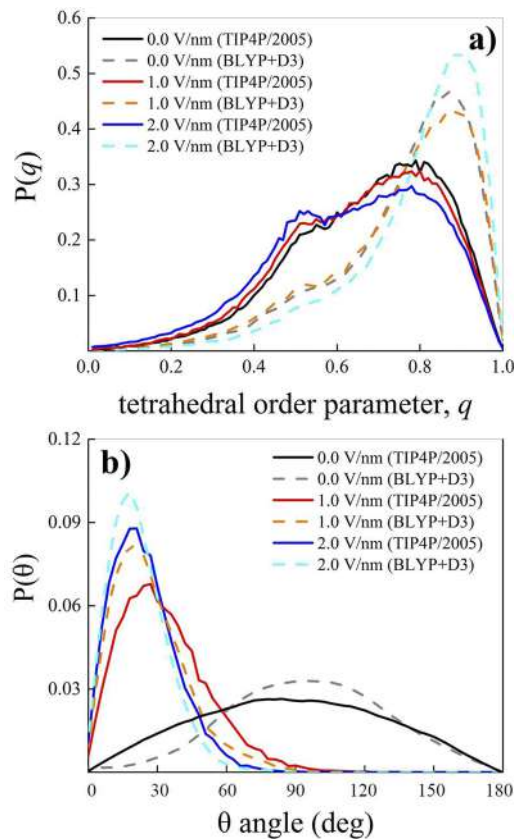 0.6
a)
0.0 V/nm (TIP4P/2005)
0.0 V/nm (BLYP+D3)
1.0 V/nm (TIP4P/2005)
1.0 V/nm (BLYP+D3)
2.0 V/nm (TIP4P/2005)
2.0 V/nm (BLYP+D3)
0.5
0.4
0.3
0.2
0.1
P(q)
0.0 0.2 0.4 0.6 0.8 1.0
tetrahedral order parameter, q
0.12
b)
0.0 V/nm (TIP4P/2005)
0.0 V/nm (BLYP+D3)
1.0 V/nm (TIP4P/2005)
1.0 V/nm (BLYP+D3)
2.0 V/nm (TIP4P/2005)
2.0 V/nm (BLYP+D3)
0.09
0.06
0.03
P(θ)
0 30 60 90 120 150 180
θ angle (deg)